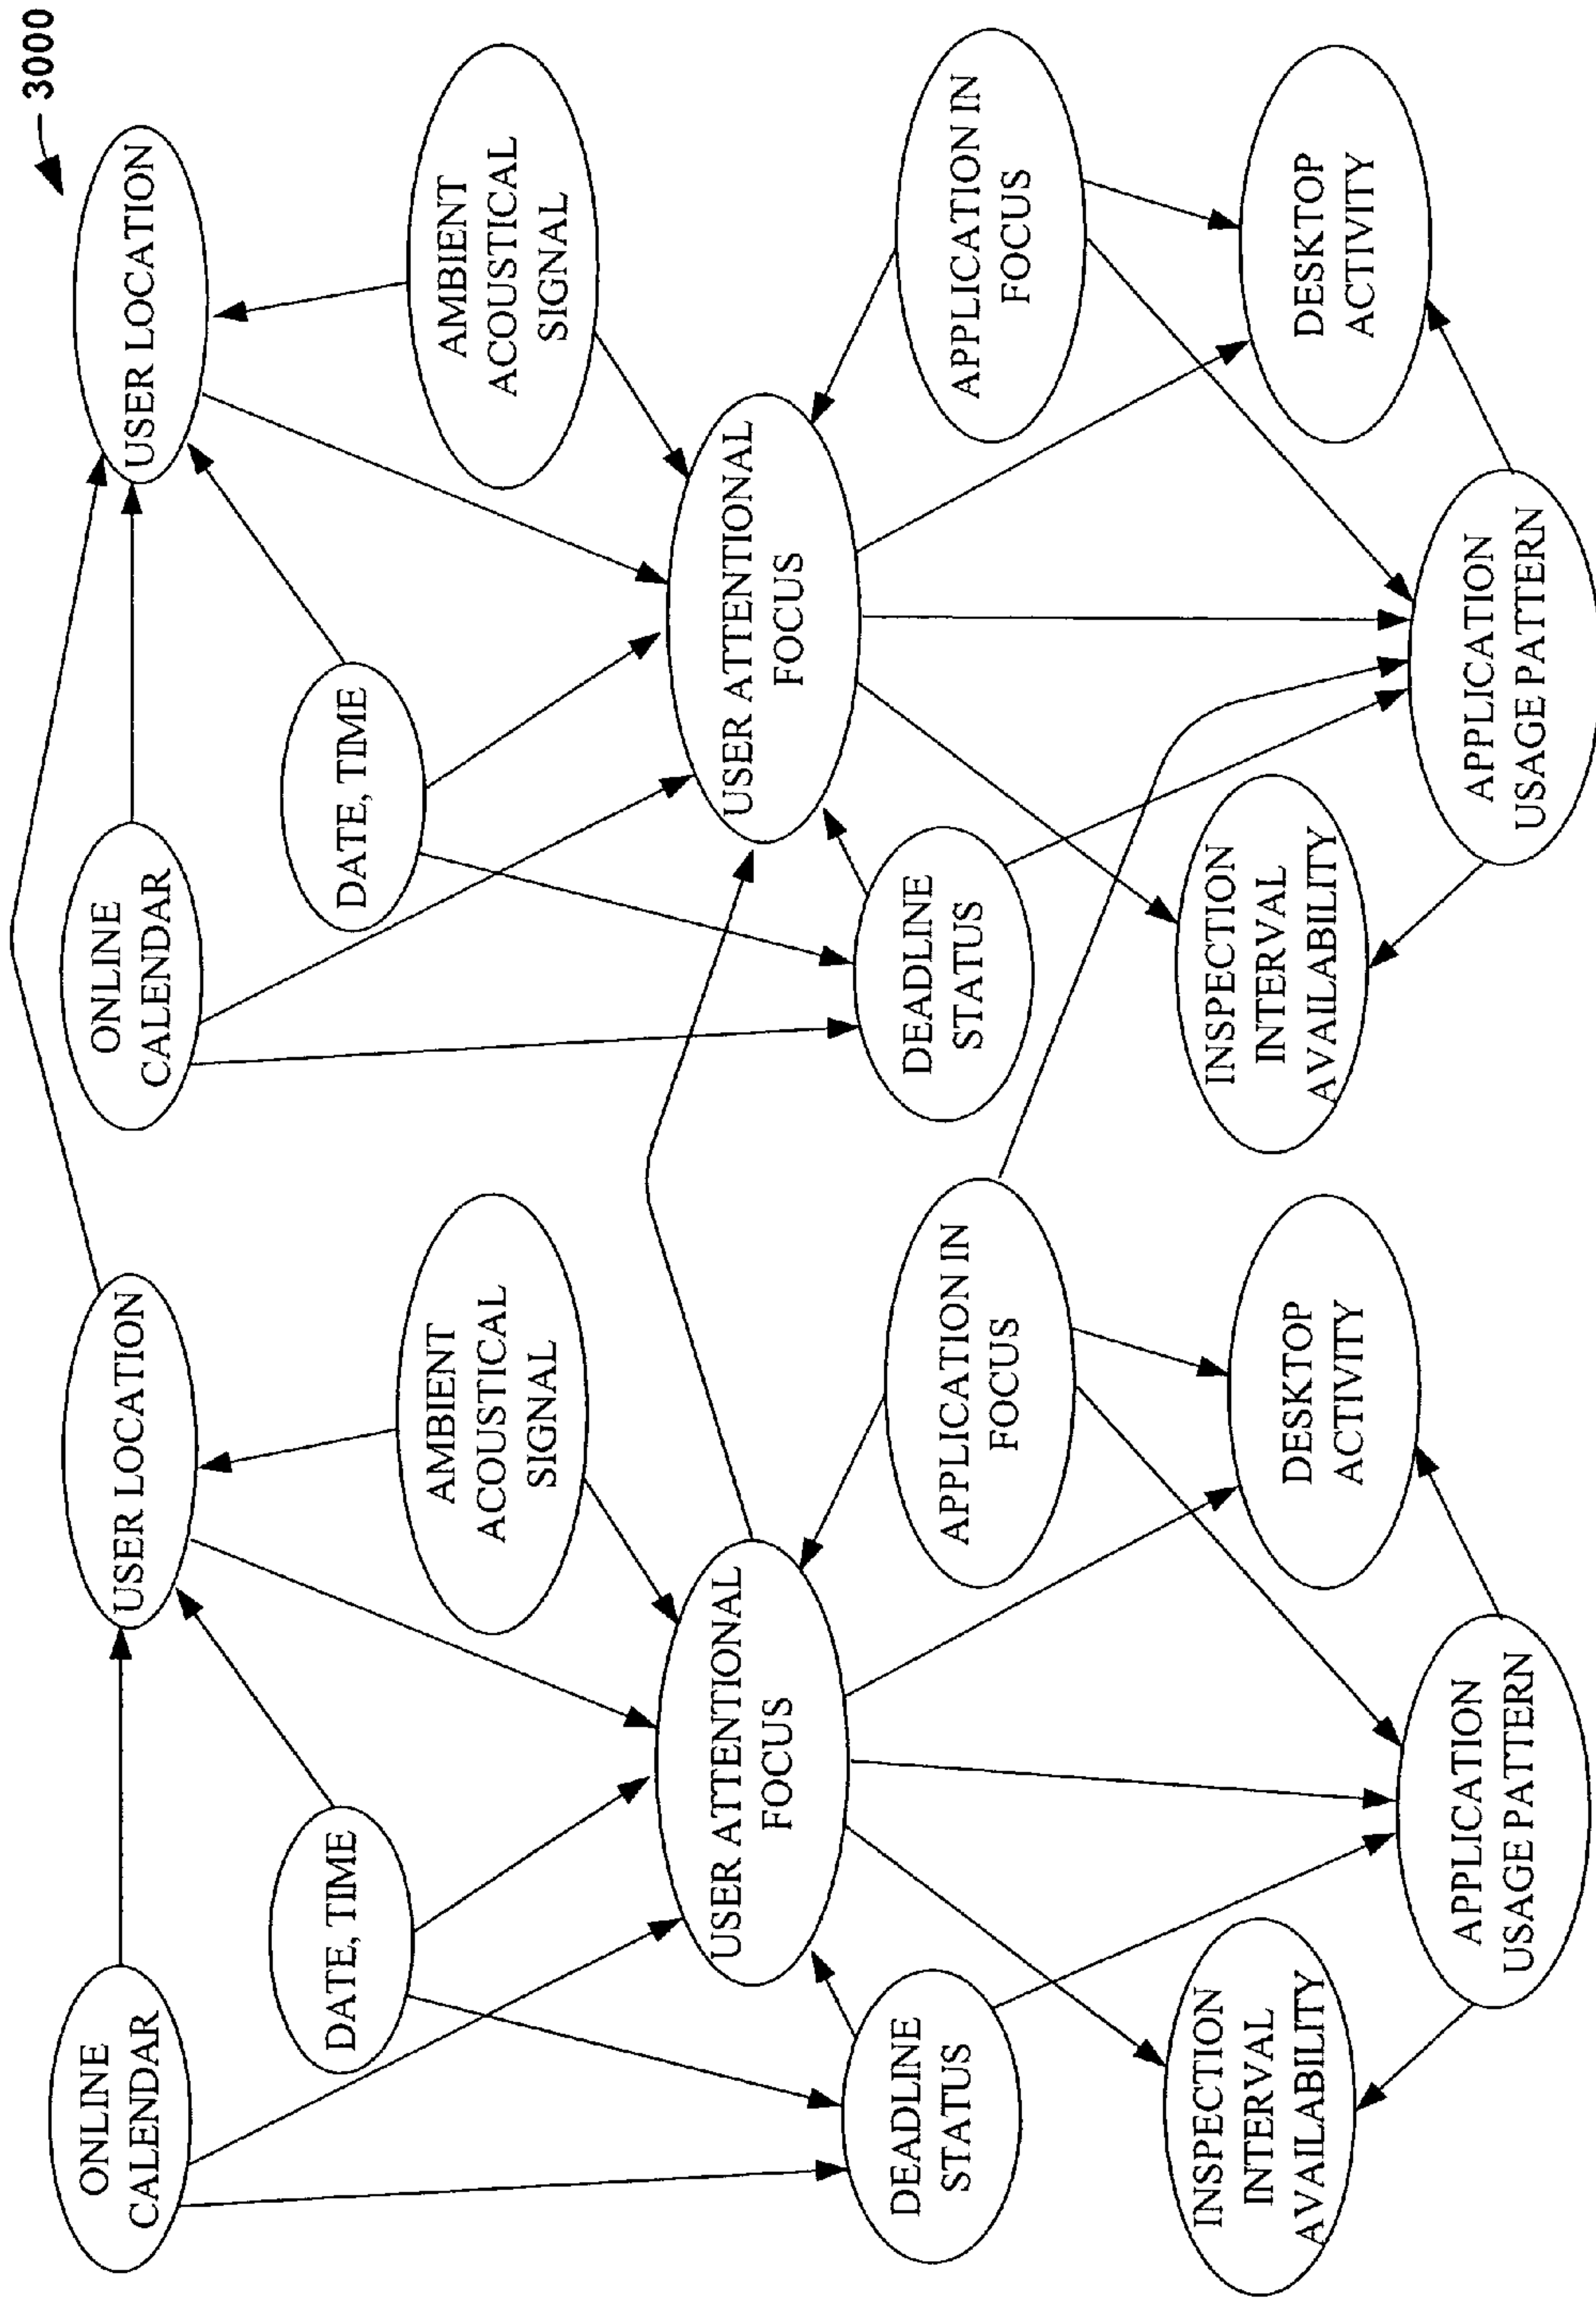 3000
ONLINE
CALENDAR
USER LOCATION
DATE, TIME
AMBIENT
ACOUSTICAL
SIGNAL
USER ATTENTIONAL
FOCUS
DEADLINE
STATUS
APPLICATION IN
FOCUS
INSPECTION
INTERVAL
AVAILABILITY
DESKTOP
ACTIVITY
APPLICATION
USAGE PATTERN
ONLINE
CALENDAR
USER LOCATION
DATE, TIME
AMBIENT
ACOUSTICAL
SIGNAL
USER ATTENTIONAL
FOCUS
DEADLINE
STATUS
APPLICATION IN
FOCUS
INSPECTION
INTERVAL
AVAILABILITY
DESKTOP
ACTIVITY
APPLICATION
USAGE PATTERN